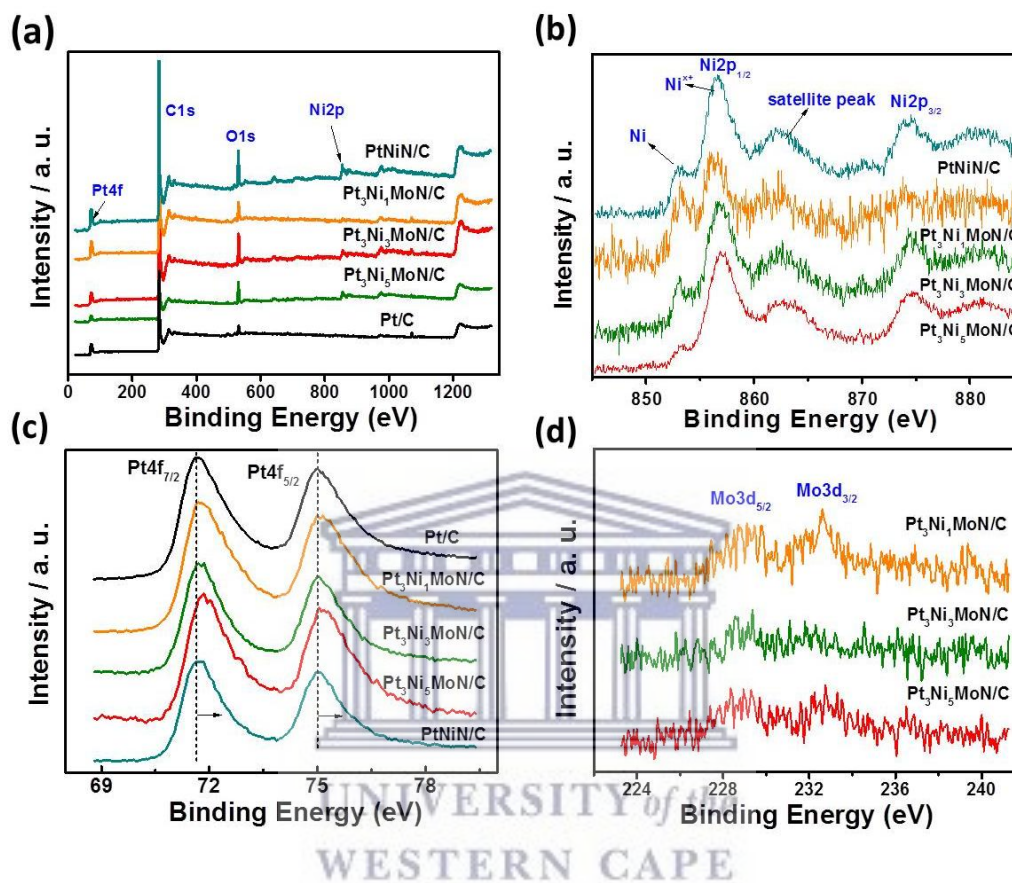 (a)
Intensity / a. u.
Pt4f
C1s
O1s
Ni2p
PtNiN/C
Pt₃Ni₁MoN/C
Pt₃Ni₃MoN/C
Pt₃Ni₅MoN/C
Pt/C
0 200 400 600 800 1000 1200
Binding Energy (eV)
(b)
Intensity / a. u.
Ni
Niˣ⁺
Ni2p₁/₂
satellite peak
Ni2p₃/₂
PtNiN/C
Pt₃Ni₁MoN/C
Pt₃Ni₃MoN/C
Pt₃Ni₅MoN/C
850 860 870 880
Binding Energy (eV)
(c)
Intensity / a. u.
Pt4f₇/₂
Pt4f₅/₂
Pt/C
Pt₃Ni₁MoN/C
Pt₃Ni₃MoN/C
Pt₃Ni₅MoN/C
PtNiN/C
69 72 75 78
Binding Energy (eV)
(d)
Intensity / a. u.
Mo3d₅/₂
Mo3d₃/₂
Pt₃Ni₁MoN/C
Pt₃Ni₃MoN/C
Pt₃Ni₅MoN/C
224 228 232 236 240
Binding Energy (eV)
UNIVERSITY of the
WESTERN CAPE